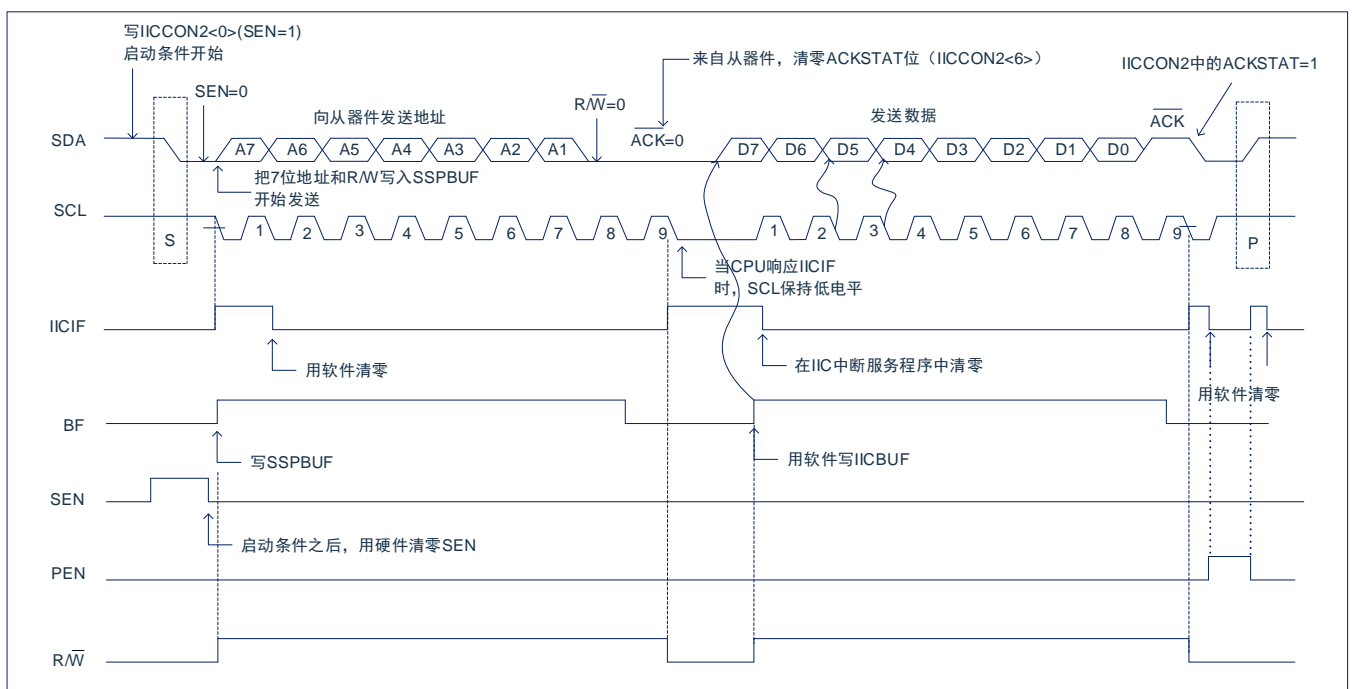 写IICCON2<0>(SEN=1)
启动条件开始
来自从器件，清零ACKSTAT位（IICCON2<6>）
IICCON2中的ACKSTAT=1
SEN=0
向从器件发送地址
R/W=0
发送数据
ACK
SDA
A7 A6 A5 A4 A3 A2 A1
ACK=0
D7 D6 D5 D4 D3 D2 D1 D0
把7位地址和R/W写入SSPBUF
开始发送
SCL
S
1 2 3 4 5 6 7 8 9
1 2 3 4 5 6 7 8 9
P
当CPU响应IICIF
时，SCL保持低电平
IICIF
用软件清零
在IIC中断服务程序中清零
用软件清零
BF
写SSPBUF
用软件写IICBUF
SEN
启动条件之后，用硬件清零SEN
PEN
R/W